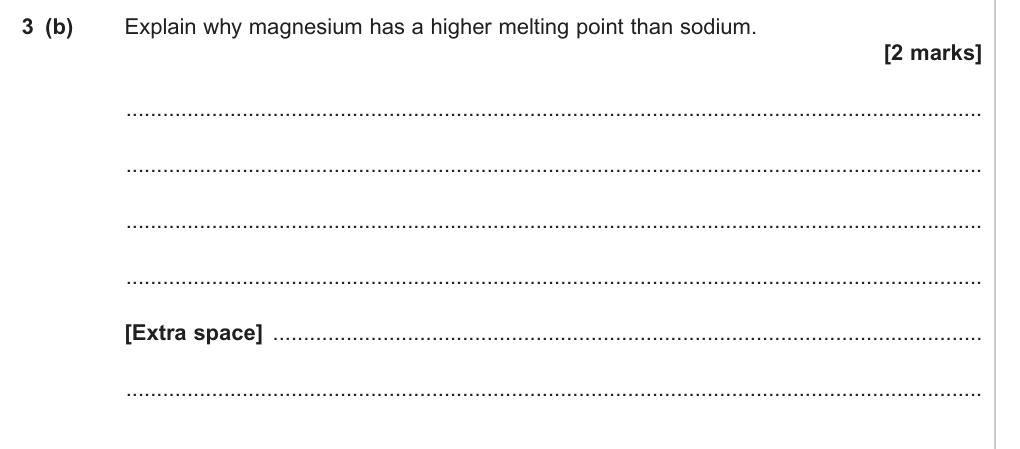 3 (b) Explain why magnesium has a higher melting point than sodium.
[2 marks]
[Extra space]